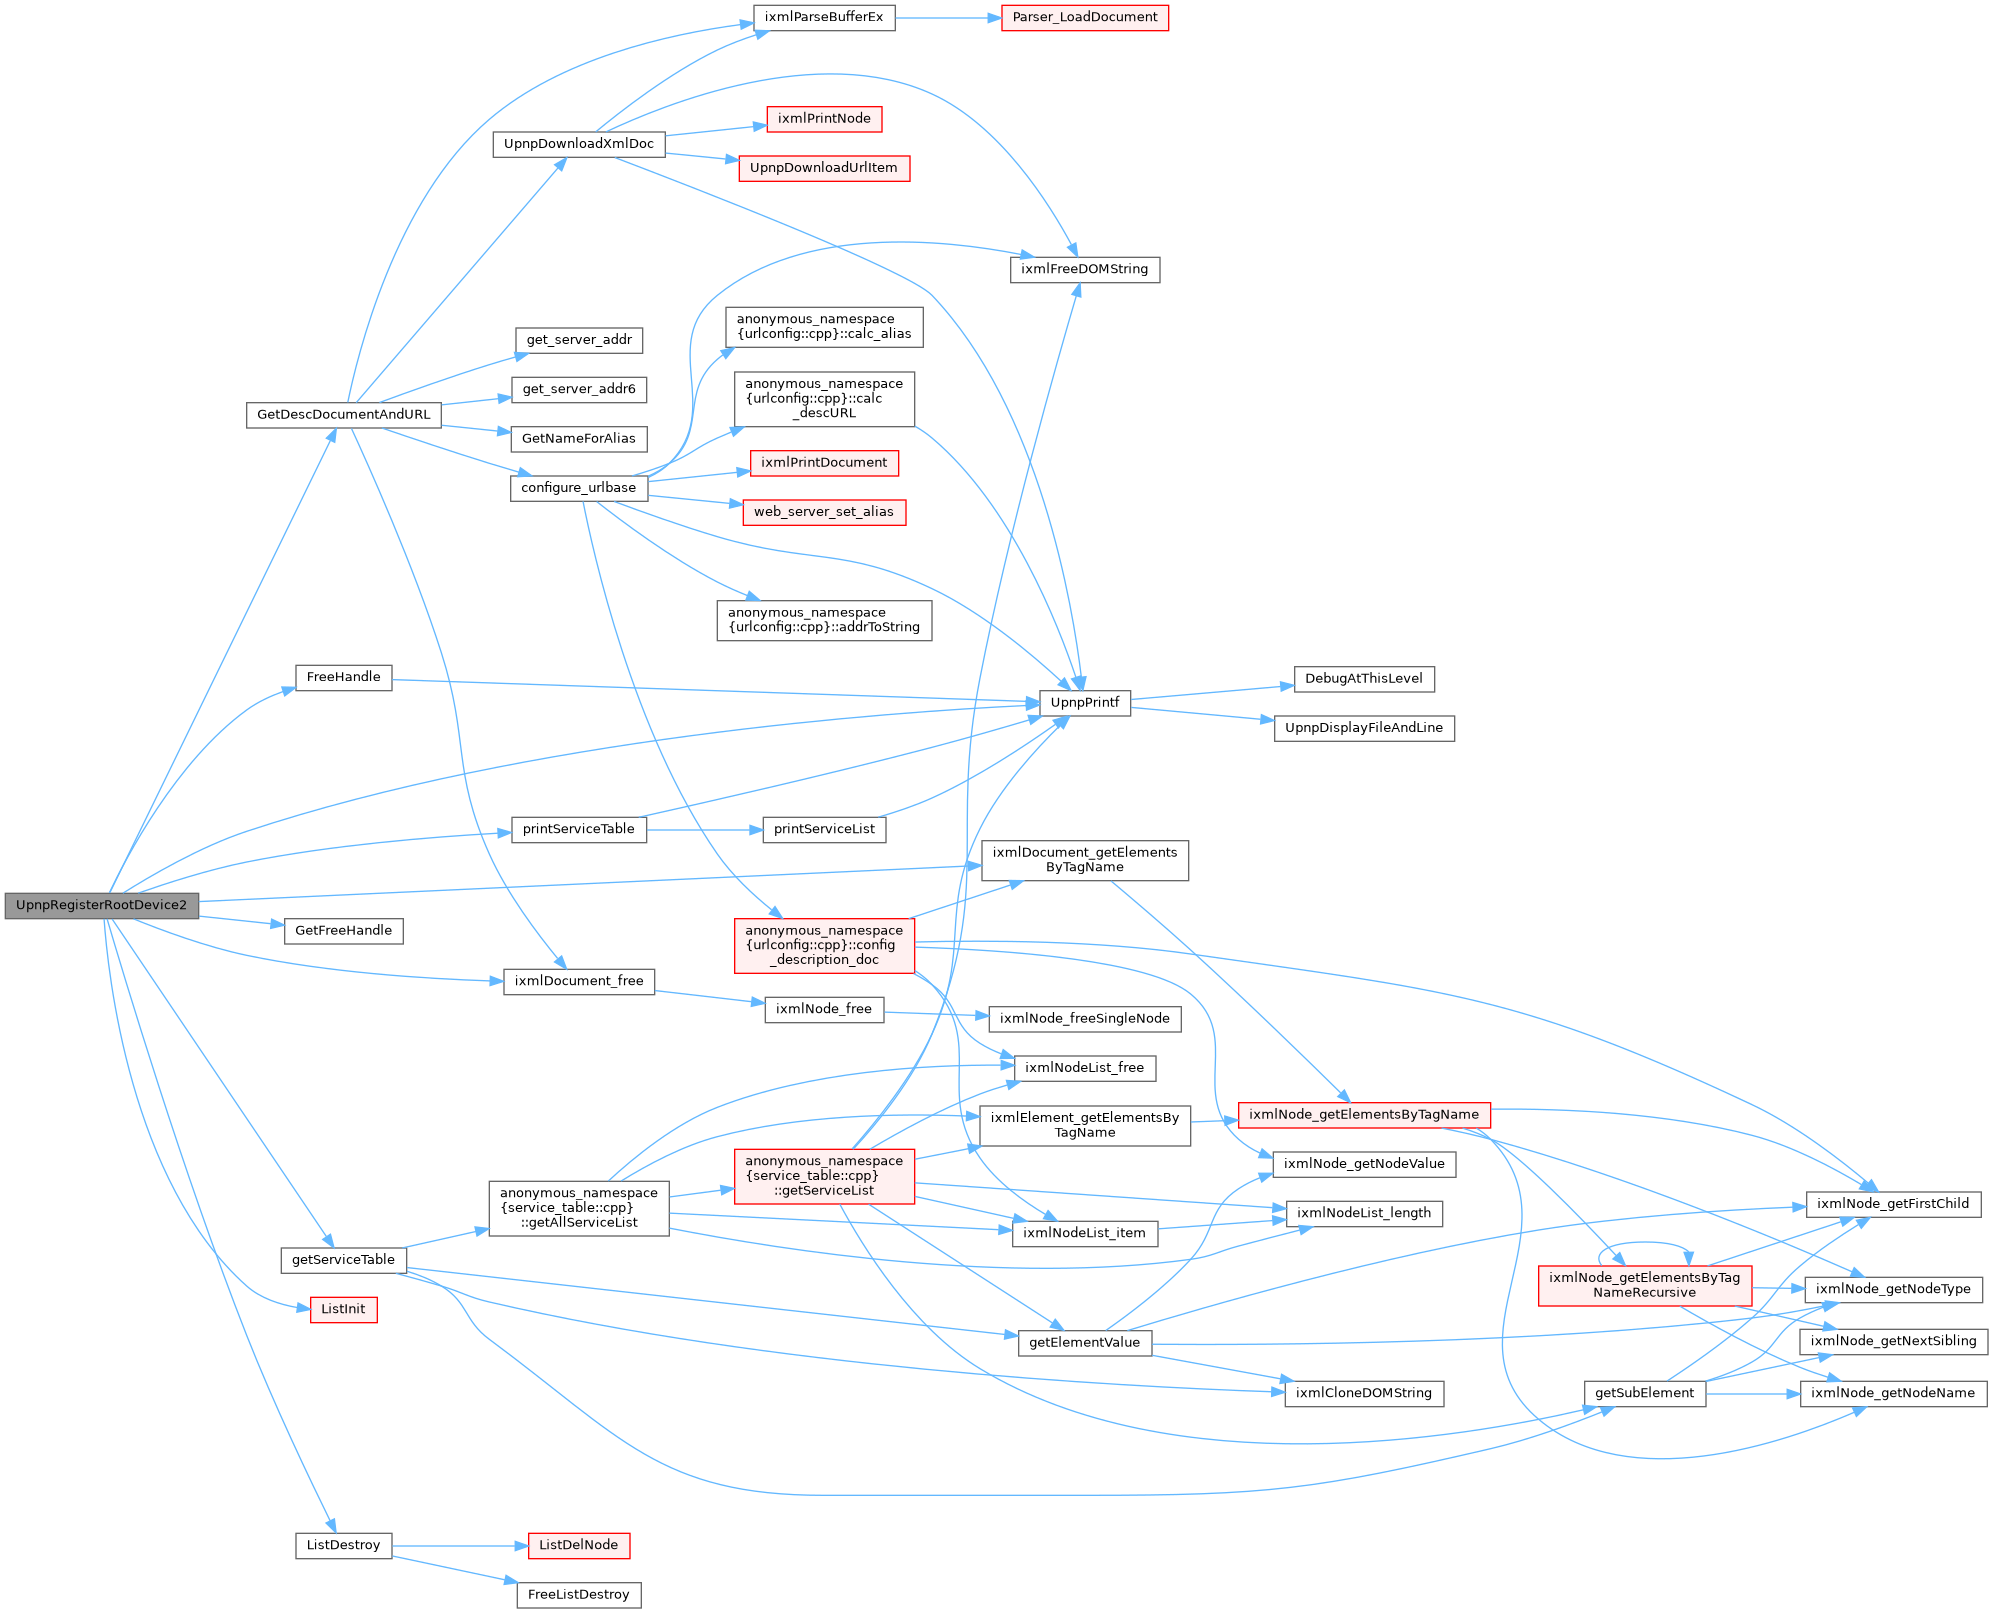 ixmlParseBufferEx
Parser_LoadDocument
ixmlPrintNode
UpnpDownloadXmlDoc
UpnpDownloadUrlItem
ixmlFreeDOMString
anonymous_namespace
{urlconfig::cpp}::calc_alias
get_server_addr
get_server_addr6
anonymous_namespace
{urlconfig::cpp}::calc
_descURL
GetDescDocumentAndURL
GetNameForAlias
ixmlPrintDocument
configure_urlbase
web_server_set_alias
anonymous_namespace
{urlconfig::cpp}::addrToString
FreeHandle
DebugAtThisLevel
UpnpPrintf
UpnpDisplayFileAndLine
printServiceTable
printServiceList
ixmlDocument_getElements
ByTagName
UpnpRegisterRootDevice2
GetFreeHandle
anonymous_namespace
{urlconfig::cpp}::config
_description_doc
ixmlDocument_free
ixmlNode_free
ixmlNode_freeSingleNode
ixmlNodeList_free
ixmlElement_getElementsBy
TagName
ixmlNode_getElementsByTagName
anonymous_namespace
{service_table::cpp}
::getServiceList
ixmlNode_getNodeValue
anonymous_namespace
{service_table::cpp}
::getAllServiceList
ixmlNodeList_length
ixmlNode_getFirstChild
ixmlNodeList_item
getServiceTable
ixmlNode_getElementsByTag
NameRecursive
ixmlNode_getNodeType
ListInit
getElementValue
ixmlNode_getNextSibling
ixmlCloneDOMString
getSubElement
ixmlNode_getNodeName
ListDestroy
ListDelNode
FreeListDestroy